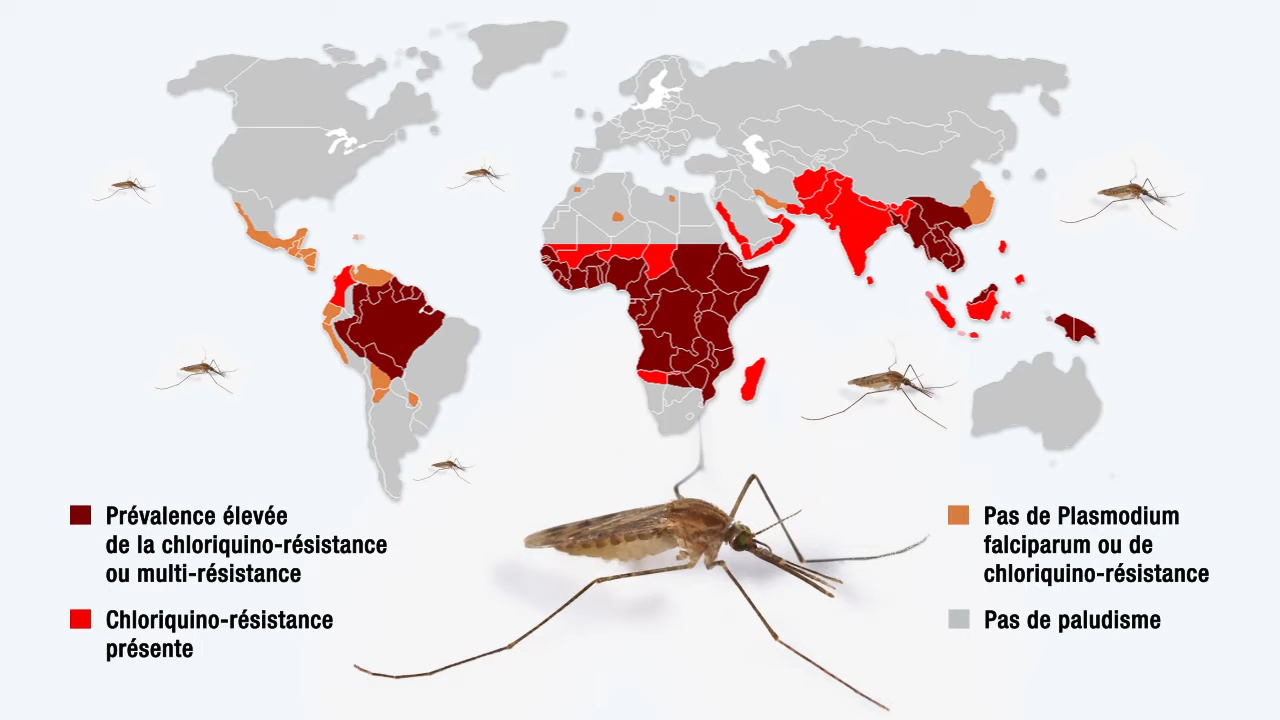 Prévalence élevée
de la chloriquino-résistance
ou multi-résistance
Chloriquino-résistance
présente
Pas de Plasmodium
falciparum ou de
chloriquino-résistance
Pas de paludisme